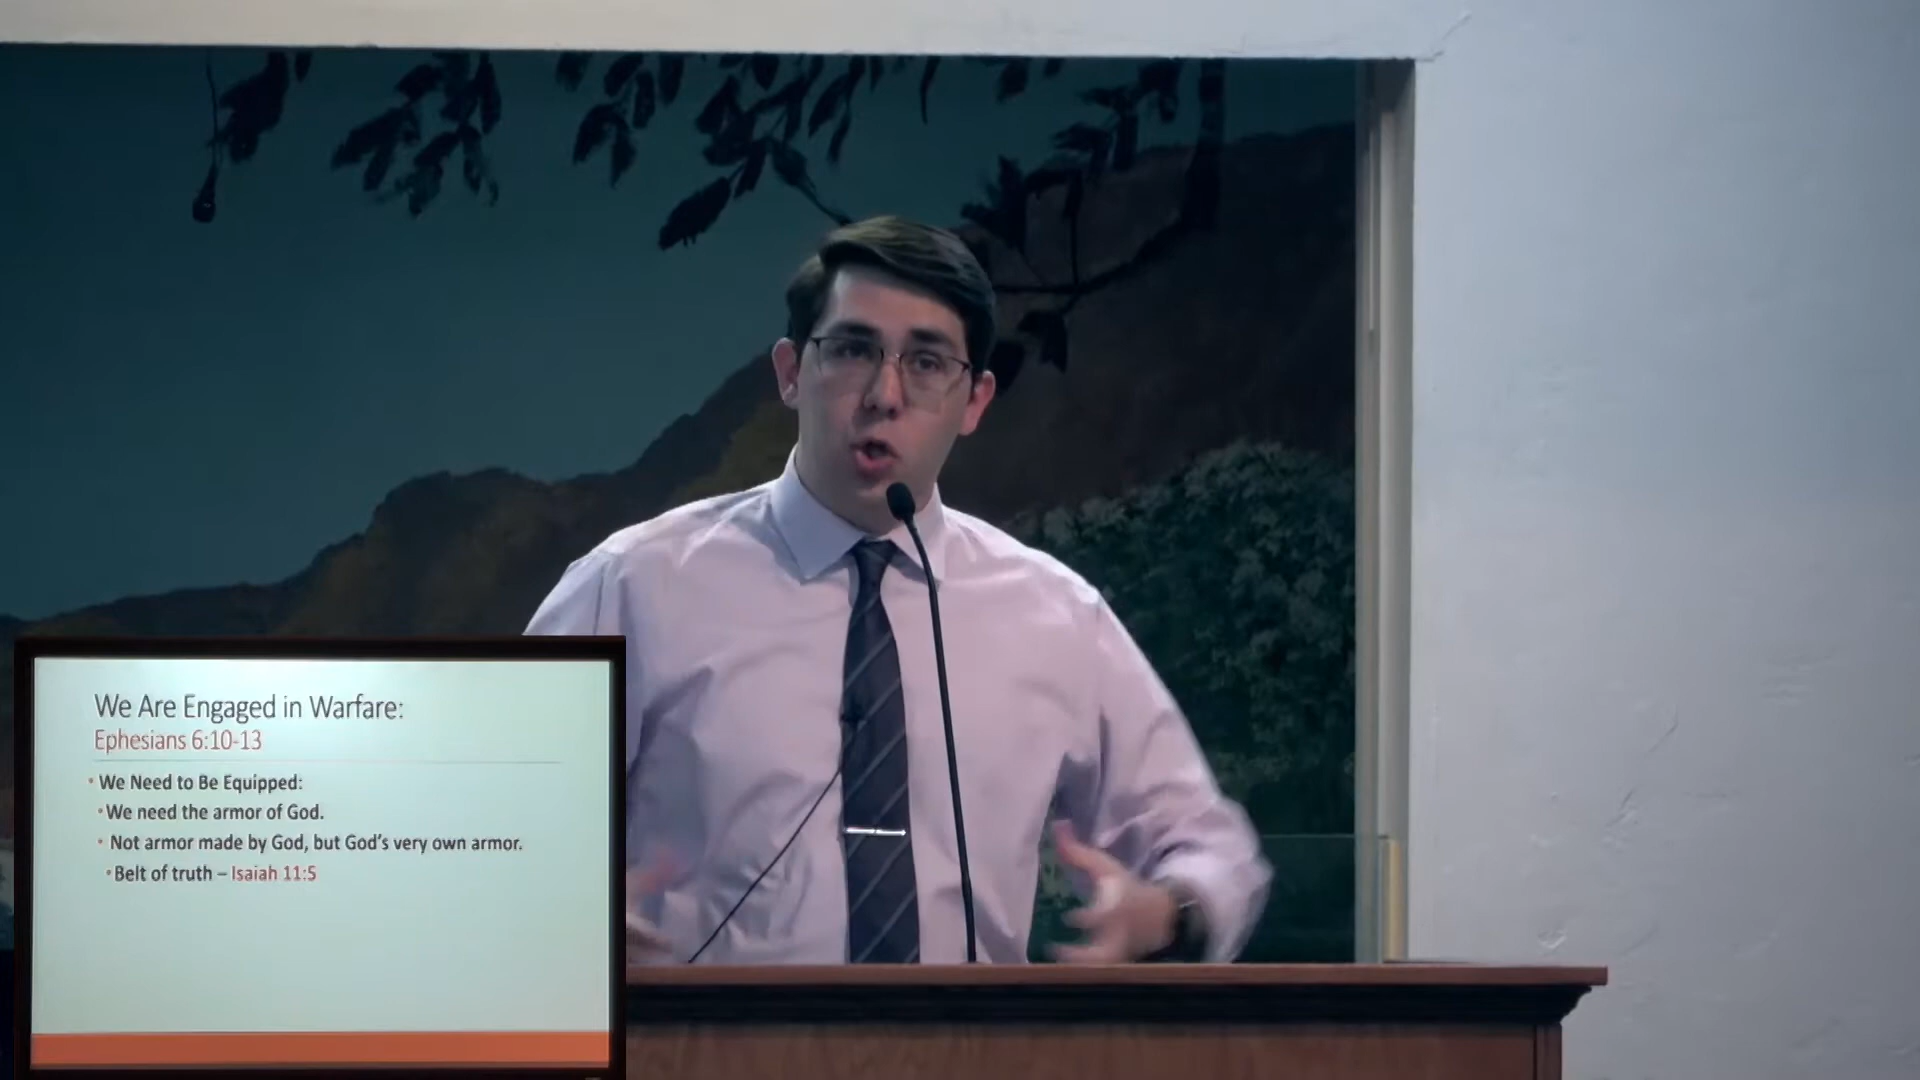 We Are Engaged in Warfare:
Ephesians 6:10-13
• We Need to Be Equipped:
• We need the armor of God.
• Not armor made by God, but God's very own armor.
• Belt of truth – Isaiah 11:5